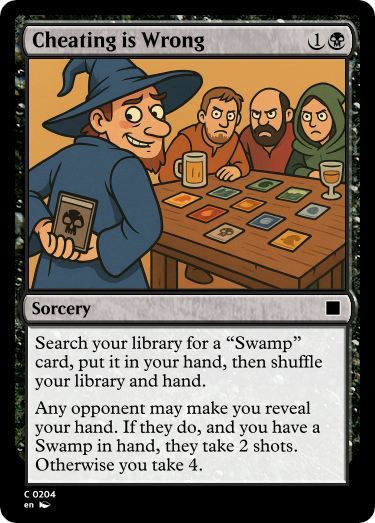 Cheating is Wrong 1
Sorcery
Search your library for a “Swamp”
card, put it in your hand, then shuffle
your library and hand.
Any opponent may make you reveal
your hand. If they do, and you have a
Swamp in hand, they take 2 shots.
Otherwise you take 4.
C 0204
en